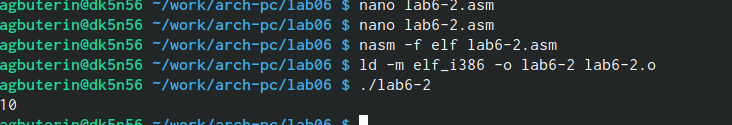 agbuterin@dk5n56 ~/work/arch-pc/lab06 $ nano lab6-2.asm
agbuterin@dk5n56 ~/work/arch-pc/lab06 $ nano lab6-2.asm
agbuterin@dk5n56 ~/work/arch-pc/lab06 $ nasm -f elf lab6-2.asm
agbuterin@dk5n56 ~/work/arch-pc/lab06 $ ld -m elf_i386 -o lab6-2 lab6-2.o
agbuterin@dk5n56 ~/work/arch-pc/lab06 $ ./lab6-2
10
agbuterin@dk5n56 ~/work/arch-pc/lab06 $